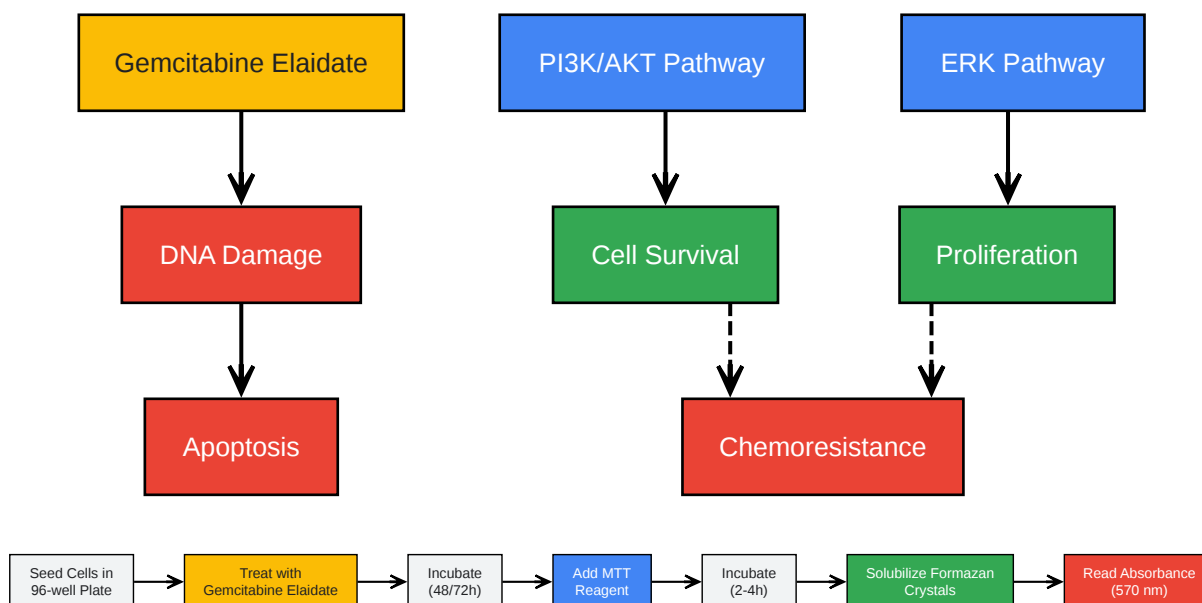 Gemcitabine Elaidate
PI3K/AKT Pathway
ERK Pathway
DNA Damage
Cell Survival
Proliferation
Apoptosis
Chemoresistance
Seed Cells in
96-well Plate
Treat with
Gemcitabine Elaidate
Incubate
(48/72h)
Add MTT
Reagent
Incubate
(2-4h)
Solubilize Formazan
Crystals
Read Absorbance
(570 nm)